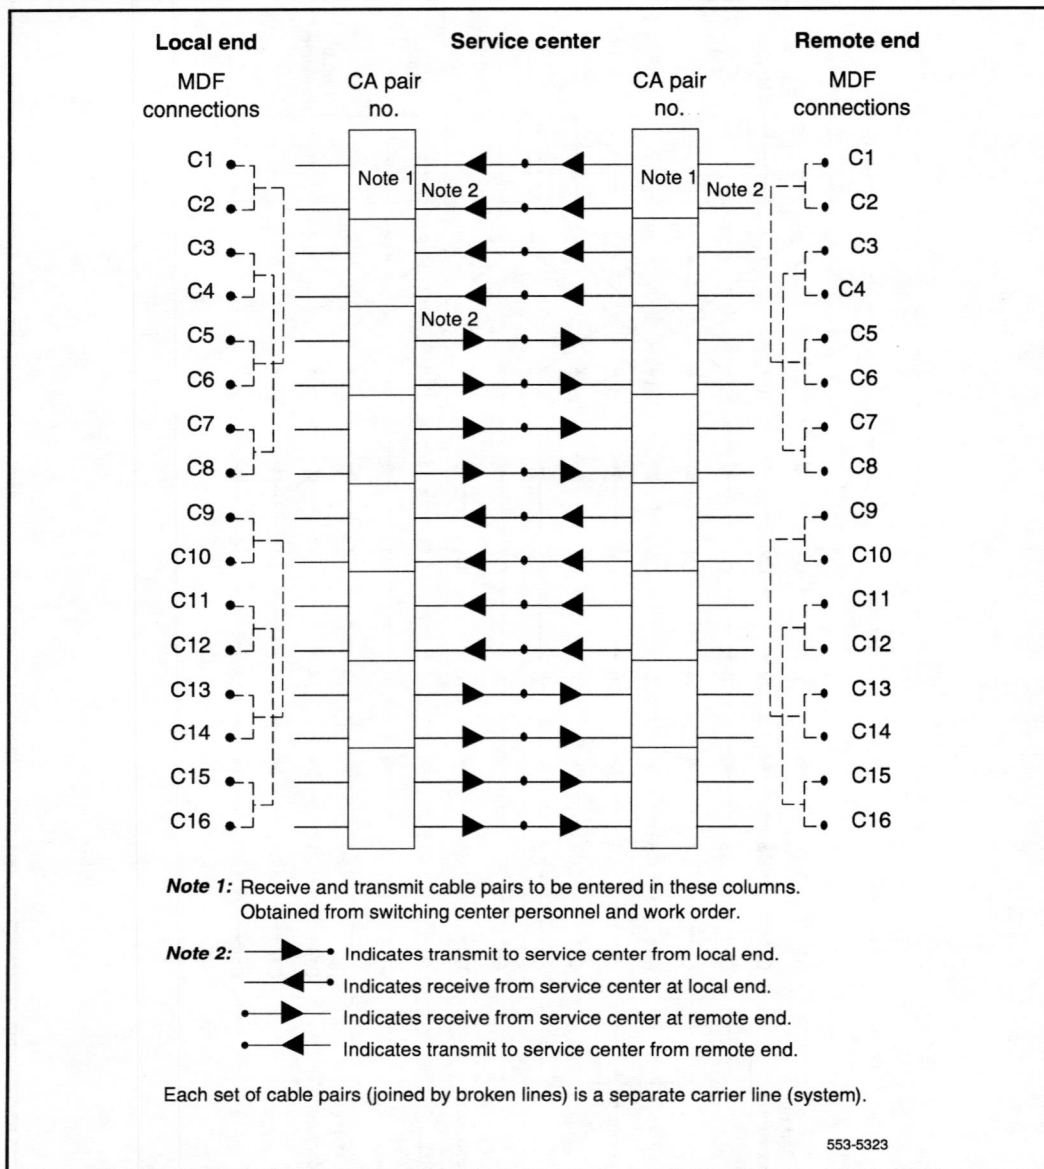 Local end Service center Remote end
MDF CA pair CA pair MDF
connections no. no. connections
C1 Note 1 Note 1 C1
C2 Note 2 Note 2 C2
C3 C3
C4 C4
Note 2
C5 C5
C6 C6
C7 C7
C8 C8
C9 C9
C10 C10
C11 C11
C12 C12
C13 C13
C14 C14
C15 C15
C16 C16
Note 1: Receive and transmit cable pairs to be entered in these columns.
Obtained from switching center personnel and work order.
Note 2: Indicates transmit to service center from local end.
Indicates receive from service center at local end.
Indicates receive from service center at remote end.
Indicates transmit to service center from remote end.
Each set of cable pairs (joined by broken lines) is a separate carrier line (system).
553-5323